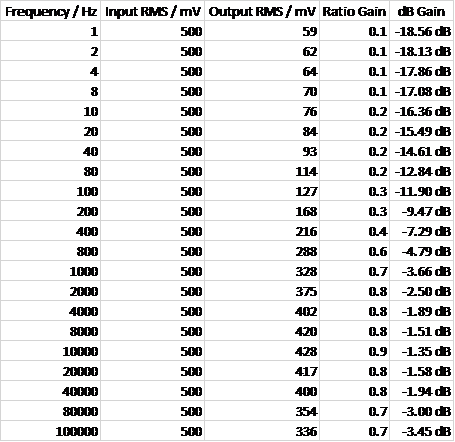 Frequency / Hz Input RMS / mV Output RMS / mV Ratio Gain dB Gain
1 500 59 0.1 -18.56 dB
2 500 62 0.1 -18.13 dB
4 500 64 0.1 -17.86 dB
8 500 70 0.1 -17.08 dB
10 500 76 0.2 -16.36 dB
20 500 84 0.2 -15.49 dB
40 500 93 0.2 -14.61 dB
80 500 114 0.2 -12.84 dB
100 500 127 0.3 -11.90 dB
200 500 168 0.3 -9.47 dB
400 500 216 0.4 -7.29 dB
800 500 288 0.6 -4.79 dB
1000 500 328 0.7 -3.66 dB
2000 500 375 0.8 -2.50 dB
4000 500 402 0.8 -1.89 dB
8000 500 420 0.8 -1.51 dB
10000 500 428 0.9 -1.35 dB
20000 500 417 0.8 -1.58 dB
40000 500 400 0.8 -1.94 dB
80000 500 354 0.7 -3.00 dB
100000 500 336 0.7 -3.45 dB